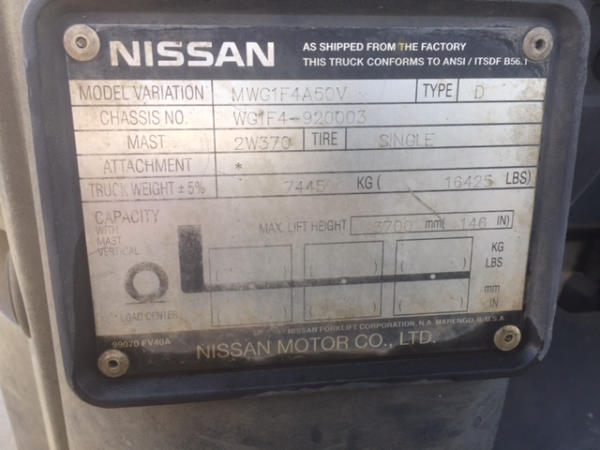 NISSAN
AS SHIPPED FROM THE FACTORY
THIS TRUCK CONFORMS TO ANSI / ITSDF B56.1
MODEL VARIATION MWG1F4A50V TYPE D
CHASSIS NO. WG1F4-920003
MAST 2W370 TIRE SINGLE
ATTACHMENT *
TRUCK WEIGHT ±5% 7445 KG ( 16425 LBS)
CAPACITY
WITH
MAST
VERTICAL
MAX. LIFT HEIGHT 3700 mm( 146 IN)
KG
LBS
mm
IN
LOAD CENTER
NISSAN FORKLIFT CORPORATION, N.A. MARENGO, IL U.S.A.
99070 FV40A
NISSAN MOTOR CO., LTD.